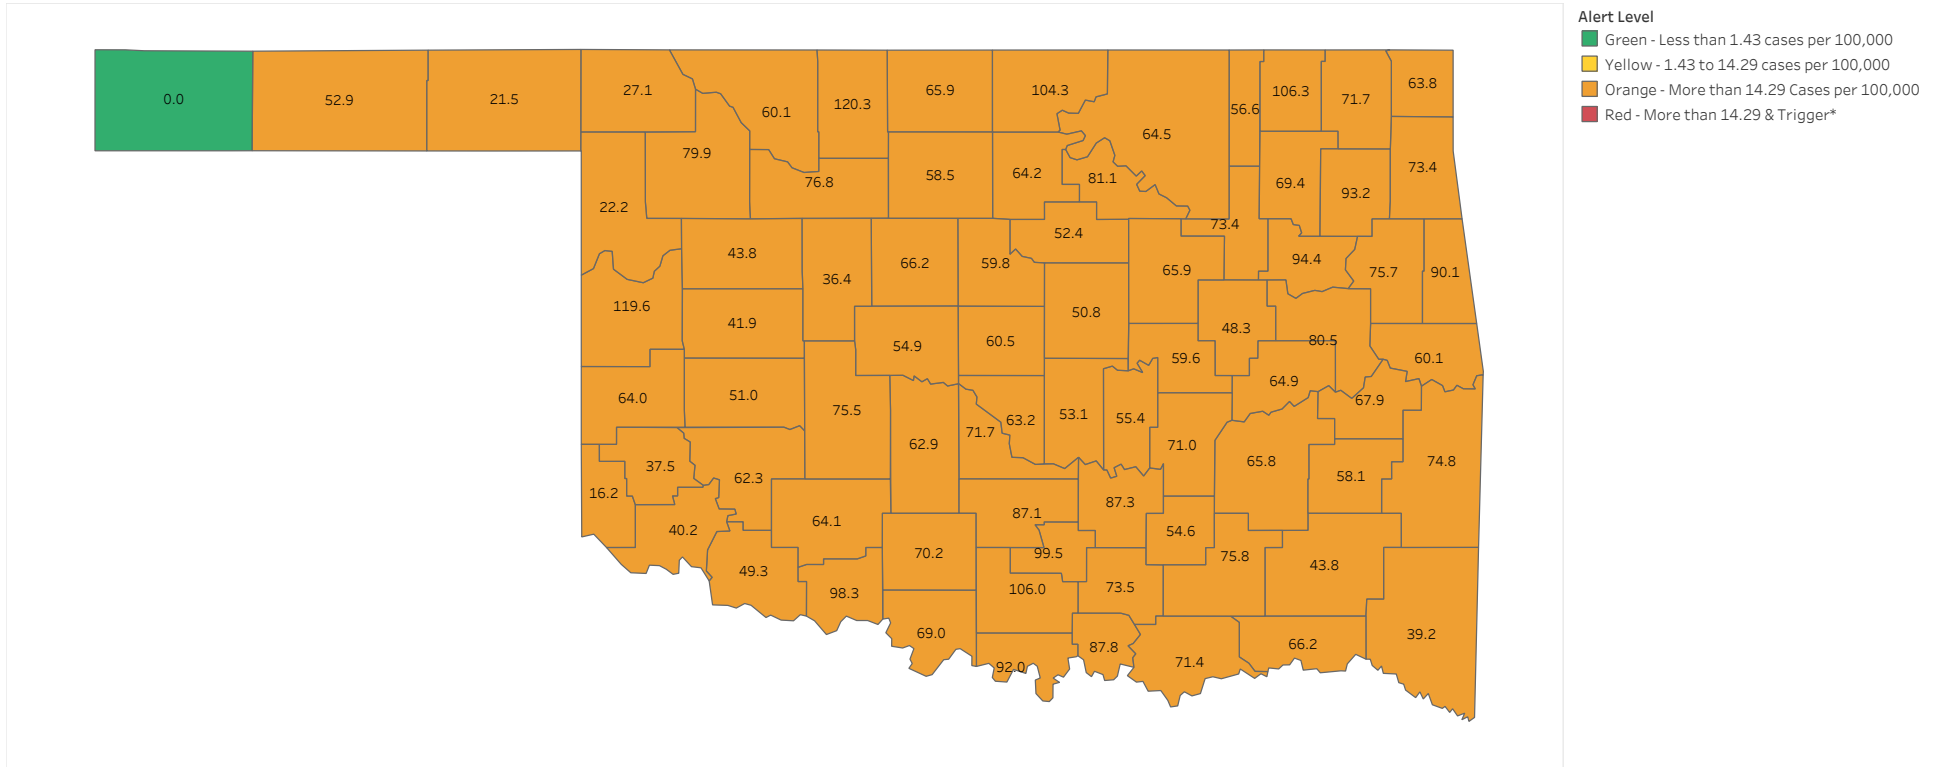 Alert Level
Green - Less than 1.43 cases per 100,000
Yellow - 1.43 to 14.29 cases per 100,000
Orange - More than 14.29 Cases per 100,000
Red - More than 14.29 & Trigger*
0.0 52.9 21.5 27.1 60.1 120.3 65.9 104.3 64.5 56.6 106.3 71.7 63.8
79.9 76.8 58.5 64.2 81.1 69.4 93.2 73.4
22.2 43.8 36.4 66.2 59.8 52.4 65.9 73.4 94.4 75.7 90.1
119.6 41.9 54.9 60.5 50.8 59.6 48.3 80.5 60.1
64.0 51.0 75.5 62.9 71.7 63.2 53.1 55.4 71.0 64.9 67.9
37.5 62.3 65.8 58.1 74.8
16.2 40.2 64.1 87.1 87.3 54.6
49.3 98.3 70.2 99.5 106.0 73.5 75.8 43.8
69.0 92.0 87.8 71.4 66.2 39.2